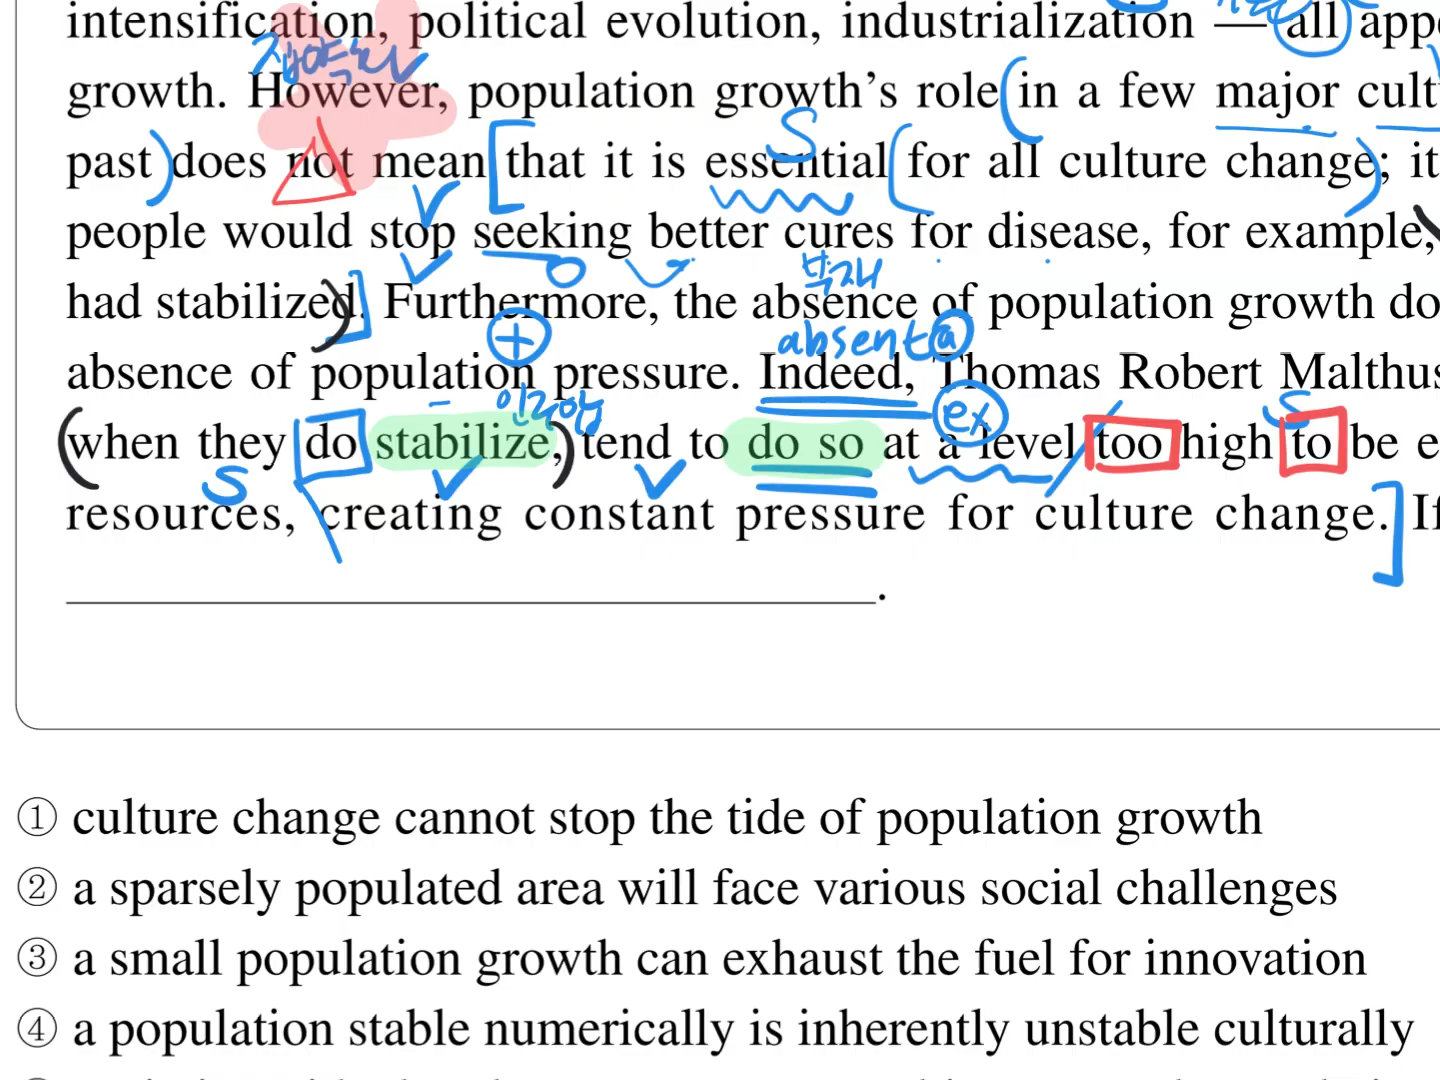 intensification, political evolution, industrialization — all
growth. However, population growth's role in a few major
past does not mean that it is essential for all culture change; it
S
people would stop seeking better cures for disease, for example,
부재
had stabilized. Furthermore, the absence of population growth
+ absent ⓐ
absence of population pressure. Indeed, Thomas Robert Malthus
ex
S
when they do stabilize, tend to do so at a level too high to be
S
resources, creating constant pressure for culture change. If
.
① culture change cannot stop the tide of population growth
② a sparsely populated area will face various social challenges
③ a small population growth can exhaust the fuel for innovation
④ a population stable numerically is inherently unstable culturally